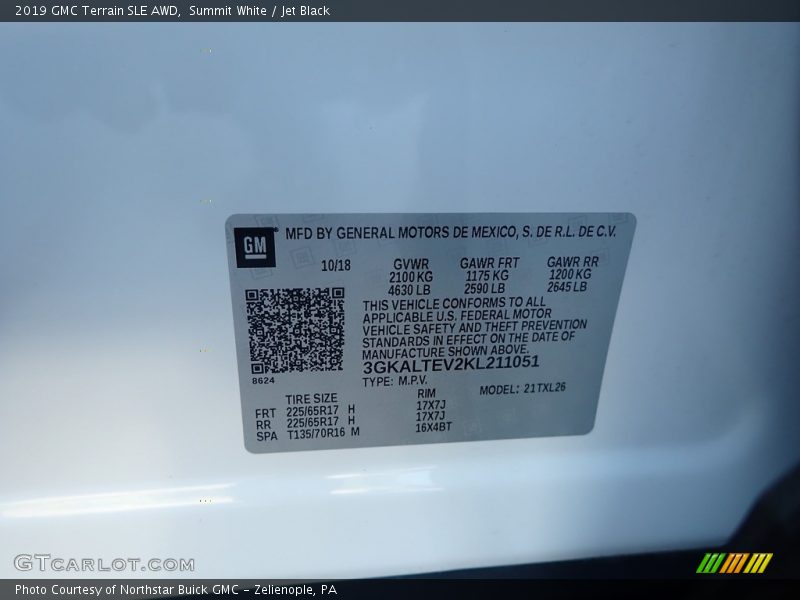 2019 GMC Terrain SLE AWD, Summit White / Jet Black
GM MFD BY GENERAL MOTORS DE MEXICO, S. DE R.L. DE C.V.
10/18 GVWR GAWR FRT GAWR RR
2100 KG 1175 KG 1200 KG
4630 LB 2590 LB 2645 LB
THIS VEHICLE CONFORMS TO ALL
APPLICABLE U.S. FEDERAL MOTOR
VEHICLE SAFETY AND THEFT PREVENTION
STANDARDS IN EFFECT ON THE DATE OF
MANUFACTURE SHOWN ABOVE.
3GKALTEV2KL211051
8624 TYPE: M.P.V. MODEL: 21TXL26
TIRE SIZE RIM
FRT 225/65R17 H 17X7J
RR 225/65R17 H 17X7J
SPA T135/70R16 M 16X4BT
GTCARLOT.COM
Photo Courtesy of Northstar Buick GMC - Zelienople, PA